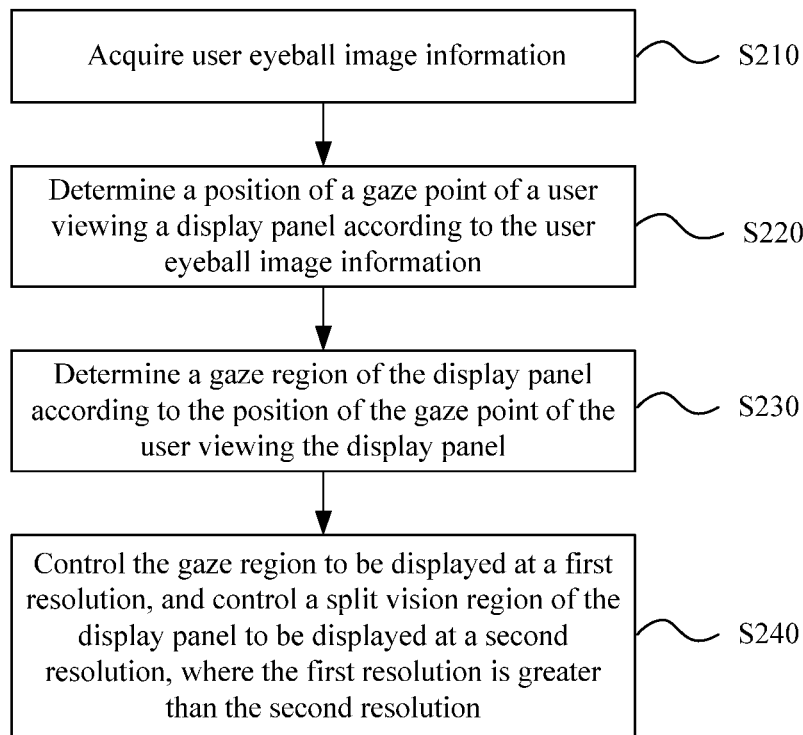 Acquire user eyeball image information
S210
Determine a position of a gaze point of a user
viewing a display panel according to the user
eyeball image information
S220
Determine a gaze region of the display panel
according to the position of the gaze point of the
user viewing the display panel
S230
Control the gaze region to be displayed at a first
resolution, and control a split vision region of the
display panel to be displayed at a second
resolution, where the first resolution is greater
than the second resolution
S240